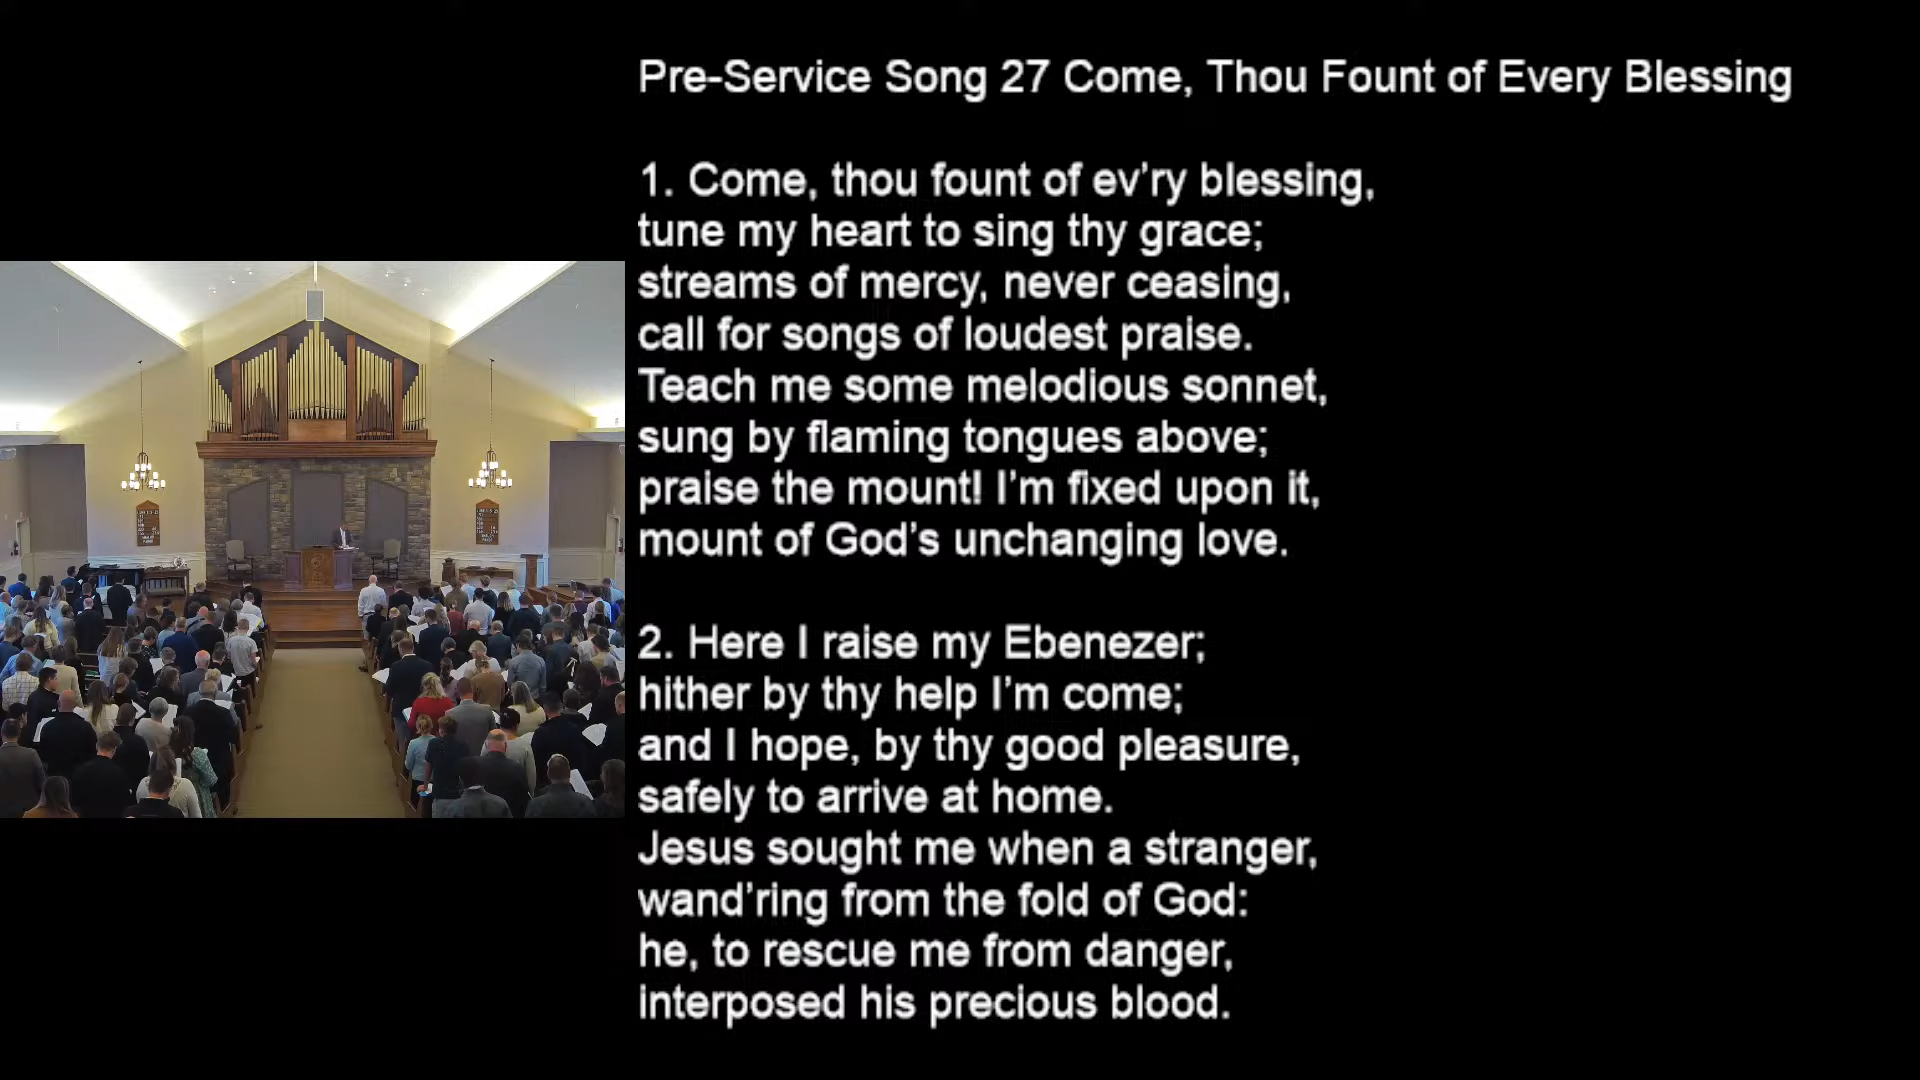 Pre-Service Song 27 Come, Thou Fount of Every Blessing
1. Come, thou fount of ev’ry blessing,
tune my heart to sing thy grace;
streams of mercy, never ceasing,
call for songs of loudest praise.
Teach me some melodious sonnet,
sung by flaming tongues above;
praise the mount! I’m fixed upon it,
mount of God’s unchanging love.
2. Here I raise my Ebenezer;
hither by thy help I’m come;
and I hope, by thy good pleasure,
safely to arrive at home.
Jesus sought me when a stranger,
wand’ring from the fold of God:
he, to rescue me from danger,
interposed his precious blood.